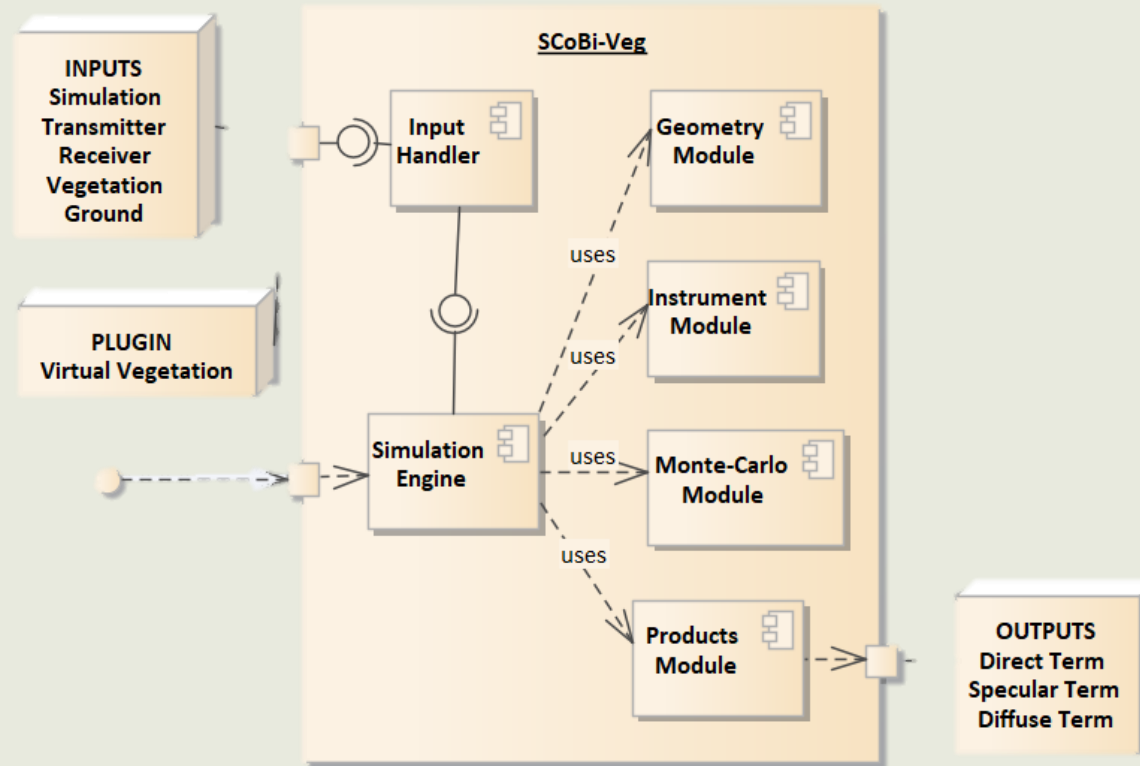 SCoBi-Veg
INPUTS
Simulation
Transmitter
Receiver
Vegetation
Ground
Input
Handler
Geometry
Module
uses
Instrument
Module
uses
PLUGIN
Virtual Vegetation
Simulation
Engine
uses
Monte-Carlo
Module
uses
Products
Module
OUTPUTS
Direct Term
Specular Term
Diffuse Term